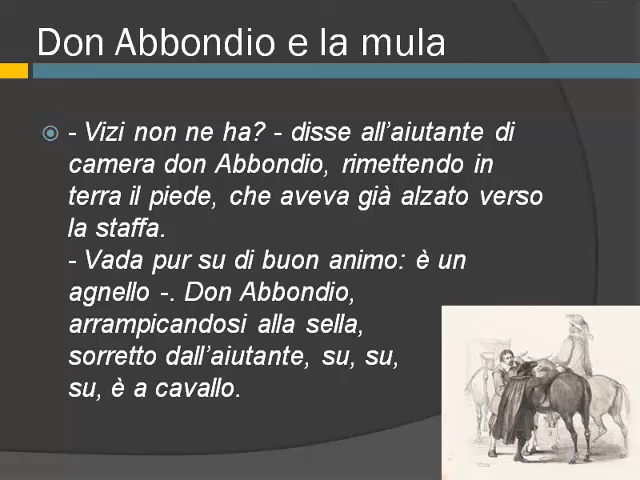 Don Abbondio e la mula
- Vizi non ne ha? - disse all'aiutante di
camera don Abbondio, rimettendo in
terra il piede, che aveva già alzato verso
la staffa.
- Vada pur su di buon animo: è un
agnello -. Don Abbondio,
arrampicandosi alla sella,
sorretto dall'aiutante, su, su,
su, è a cavallo.